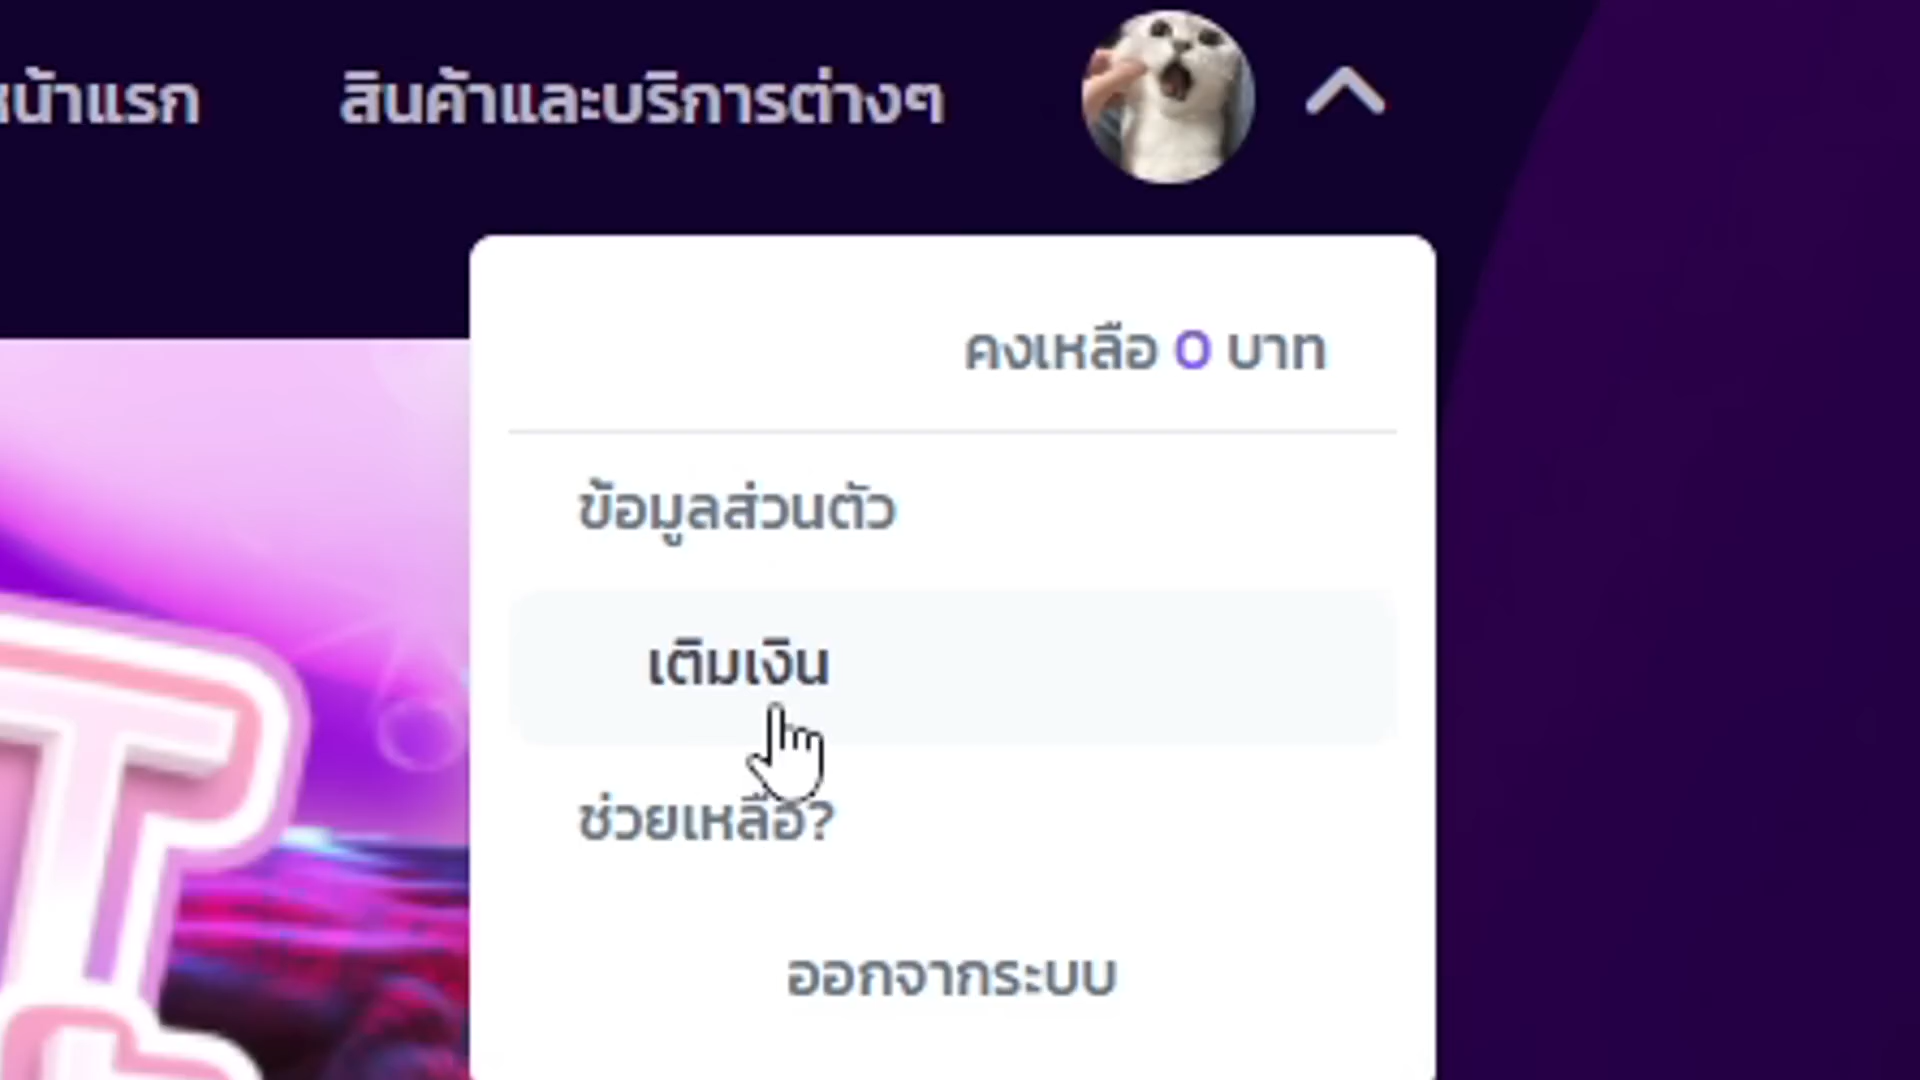 หน้าแรก สินค้าและบริการต่างๆ
คงเหลือ 0 บาท
ข้อมูลส่วนตัว
เติมเงิน
ช่วยเหลือ?
ออกจากระบบ